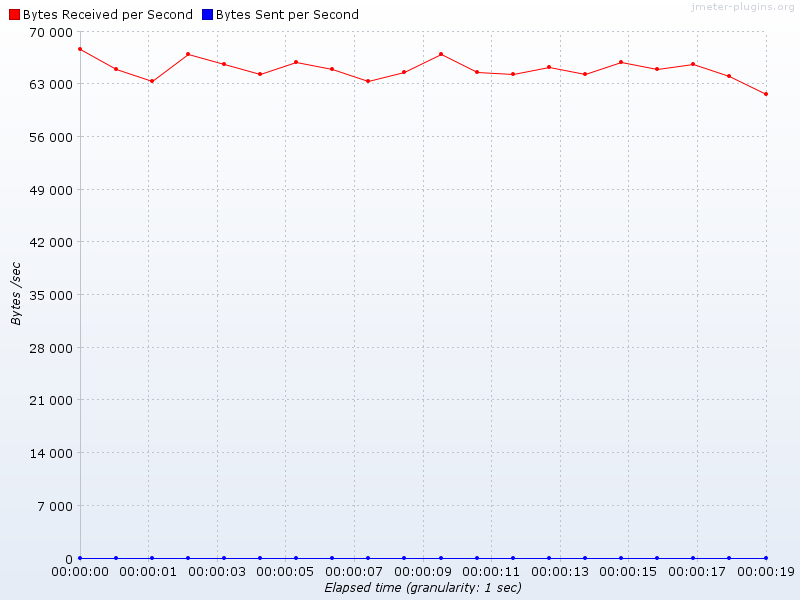 jmeter-plugins.org
Bytes Received per Second Bytes Sent per Second
70 000
63 000
56 000
49 000
42 000
35 000
28 000
21 000
14 000
7 000
0
Bytes /sec
00:00:00 00:00:01 00:00:03 00:00:05 00:00:07 00:00:09 00:00:11 00:00:13 00:00:15 00:00:17 00:00:19
Elapsed time (granularity: 1 sec)